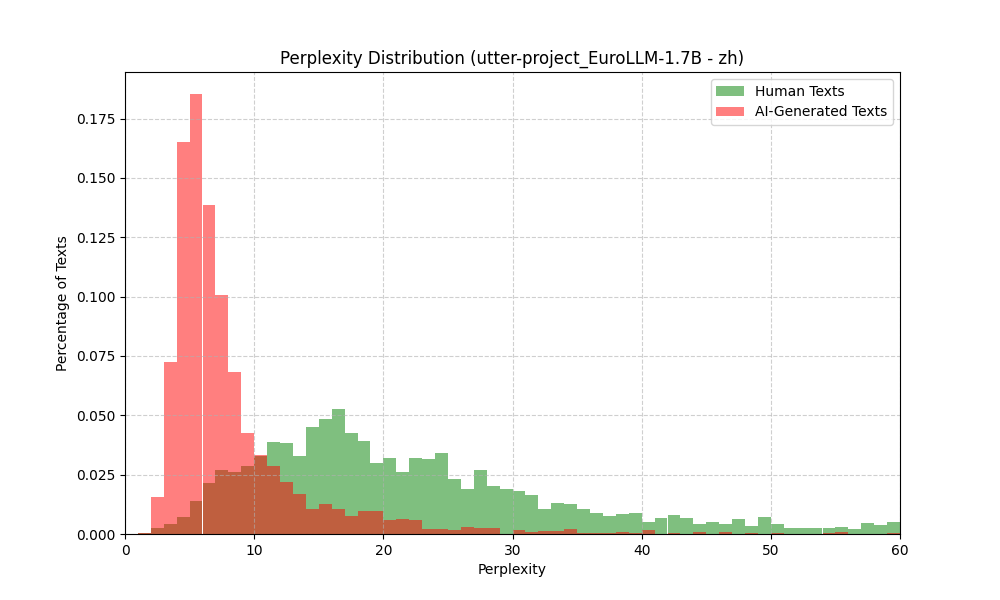 Perplexity Distribution (utter-project_EuroLLM-1.7B - zh)
Human Texts
AI-Generated Texts
Percentage of Texts
0.175
0.150
0.125
0.100
0.075
0.050
0.025
0.000
0 10 20 30 40 50 60
Perplexity